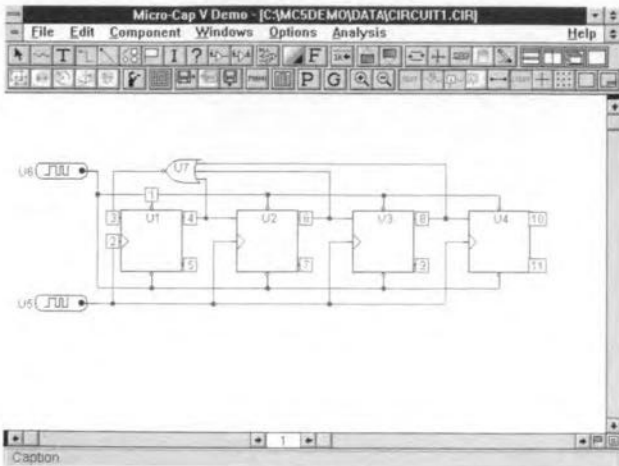 Micro-Cap V Demo - [C:\MC5DEMO\DATA\CIRCUIT1.CIR]
File Edit Component Windows Options Analysis Help
T I ? F
P G
U6
U7
1
3 U1 4 U2 6 U3 8 U4 10
2
5 7 9 11
U5
1
Caption